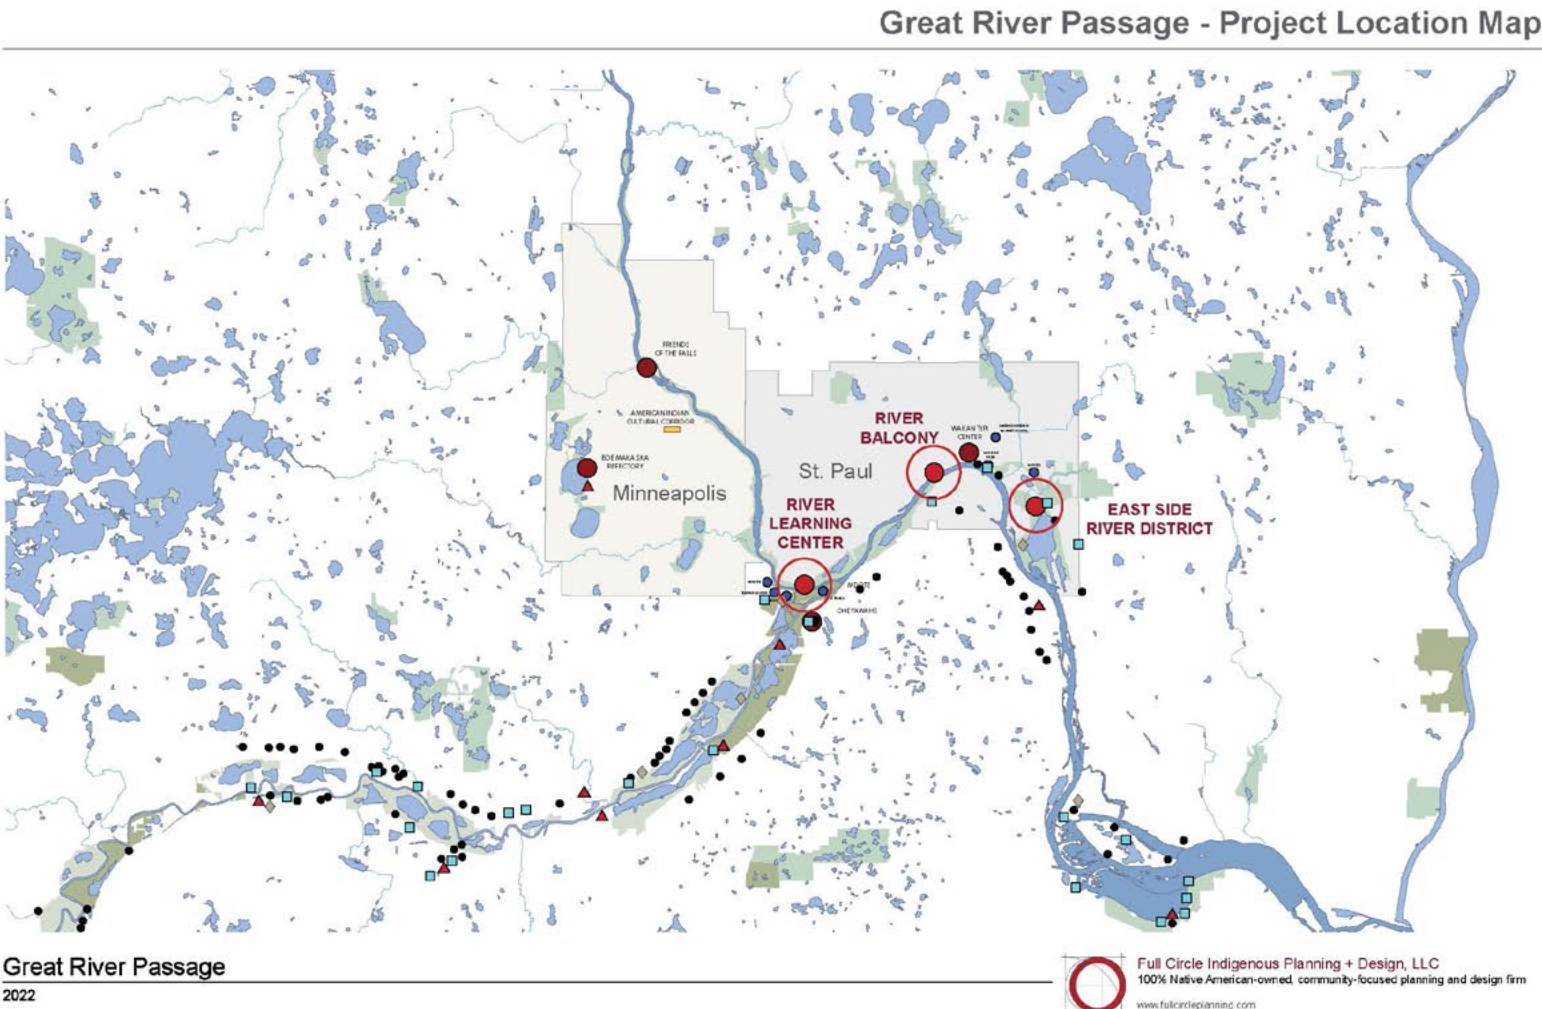 Great River Passage - Project Location Map
FRIENDS
OF THE FALLS
AMERICAN INDIAN
CULTURAL CORRIDOR
BDE MAKA SKA
REFECTORY
Minneapolis
RIVER
BALCONY
WAKAN TIPI
CENTER
St. Paul
RIVER
LEARNING
CENTER
EAST SIDE
RIVER DISTRICT
OHEYAWAHI
Great River Passage
2022
Full Circle Indigenous Planning + Design, LLC
100% Native American-owned, community-focused planning and design firm
www.fullcircleplanning.com